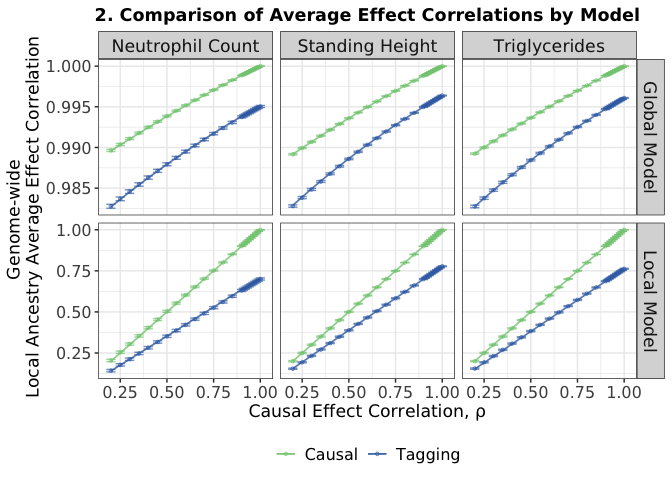 2. Comparison of Average Effect Correlations by Model
Neutrophil Count
Standing Height
Triglycerides
1.000
0.995
0.990
0.985
Global Model
1.00
0.75
0.50
0.25
Local Model
Genome-wide
Local Ancestry Average Effect Correlation
0.25 0.50 0.75 1.00
0.25 0.50 0.75 1.00
0.25 0.50 0.75 1.00
Causal Effect Correlation, ρ
Causal Tagging